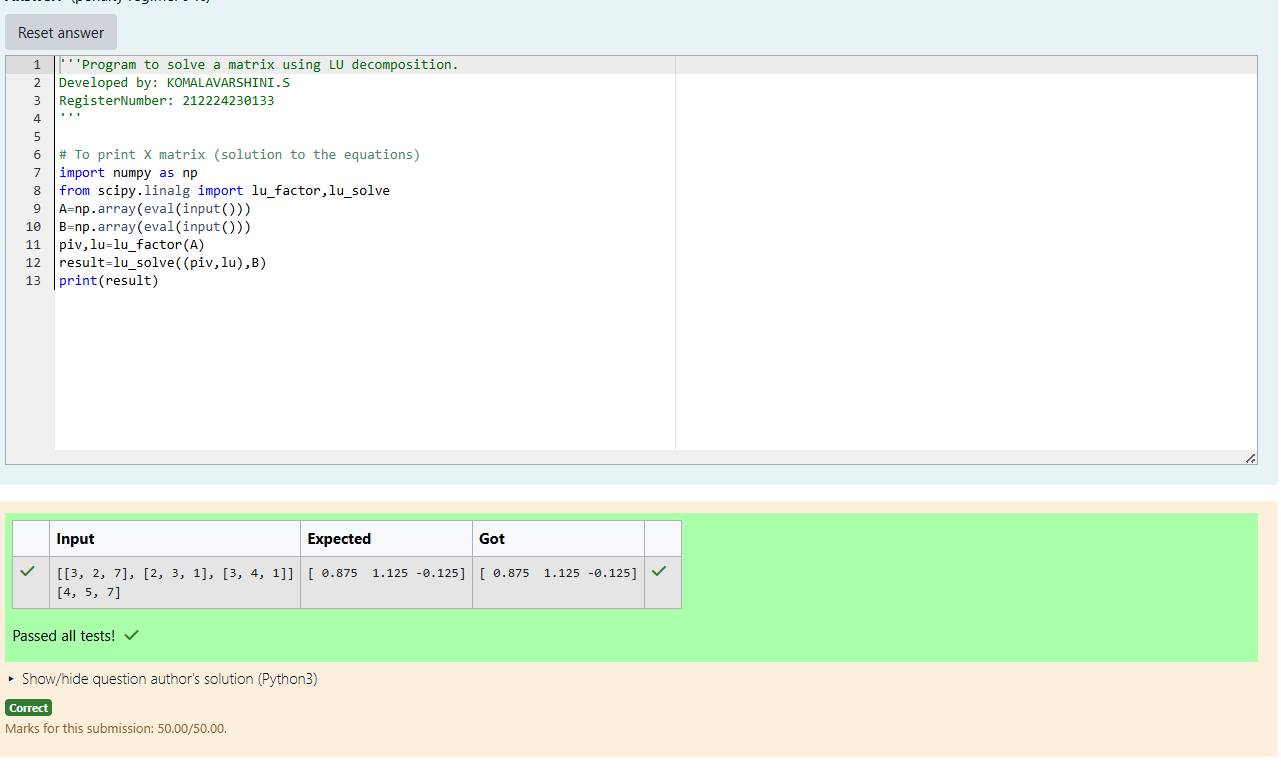 Reset answer
1 '''Program to solve a matrix using LU decomposition.
2 Developed by: KOMALAVARSHINI.S
3 RegisterNumber: 212224230133
4 '''
5
6 # To print X matrix (solution to the equations)
7 import numpy as np
8 from scipy.linalg import lu_factor,lu_solve
9 A=np.array(eval(input()))
10 B=np.array(eval(input()))
11 piv,lu=lu_factor(A)
12 result=lu_solve((piv,lu),B)
13 print(result)
Input Expected Got
[[3, 2, 7], [2, 3, 1], [3, 4, 1]] [ 0.875  1.125 -0.125] [ 0.875  1.125 -0.125]
[4, 5, 7]
Passed all tests!
Show/hide question author's solution (Python3)
Correct
Marks for this submission: 50.00/50.00.